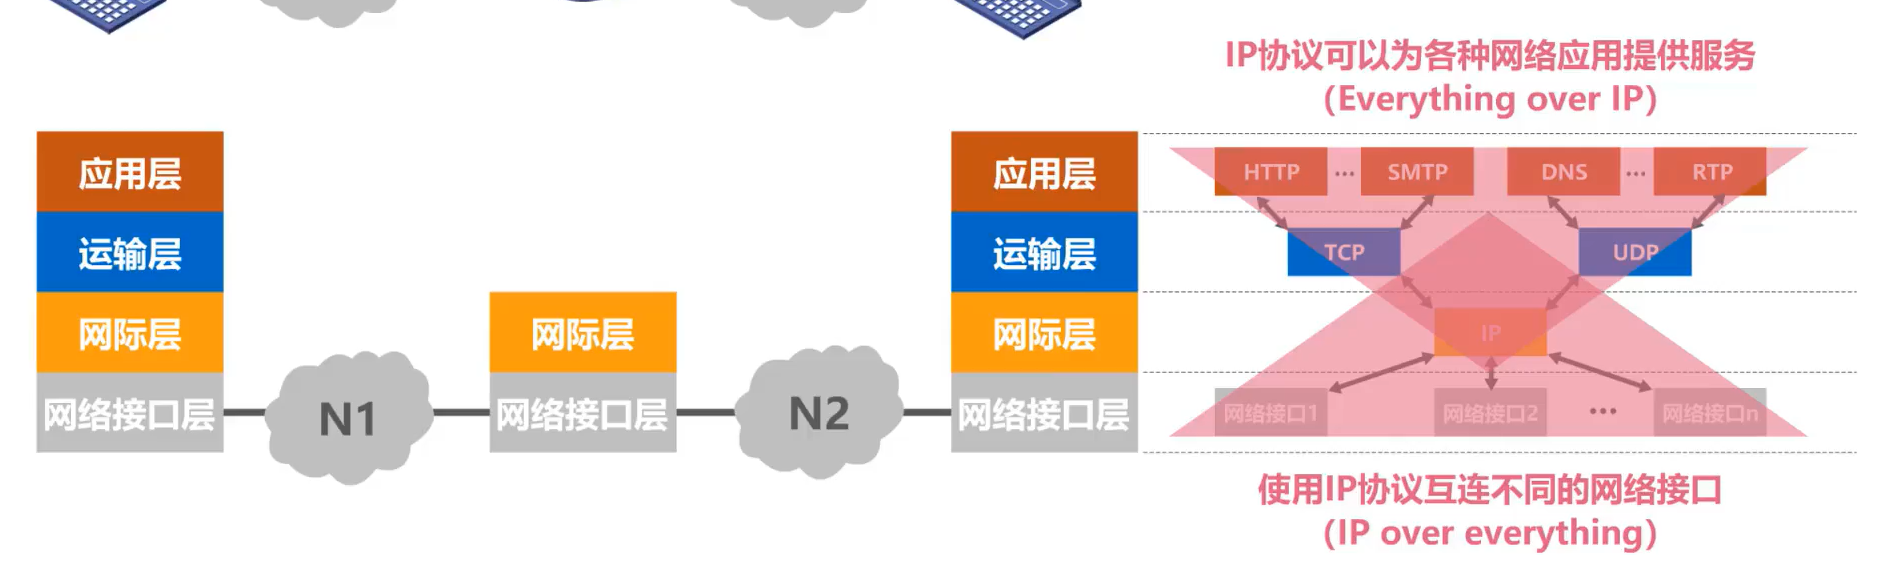 IP协议可以为各种网络应用提供服务
（Everything over IP）
应用层
运输层
网际层
网络接口层
N1
网际层
网络接口层
N2
应用层
运输层
网际层
网络接口层
HTTP ... SMTP DNS ... RTP
TCP UDP
IP
网络接口1 网络接口2 ... 网络接口n
使用IP协议互连不同的网络接口
（IP over everything）